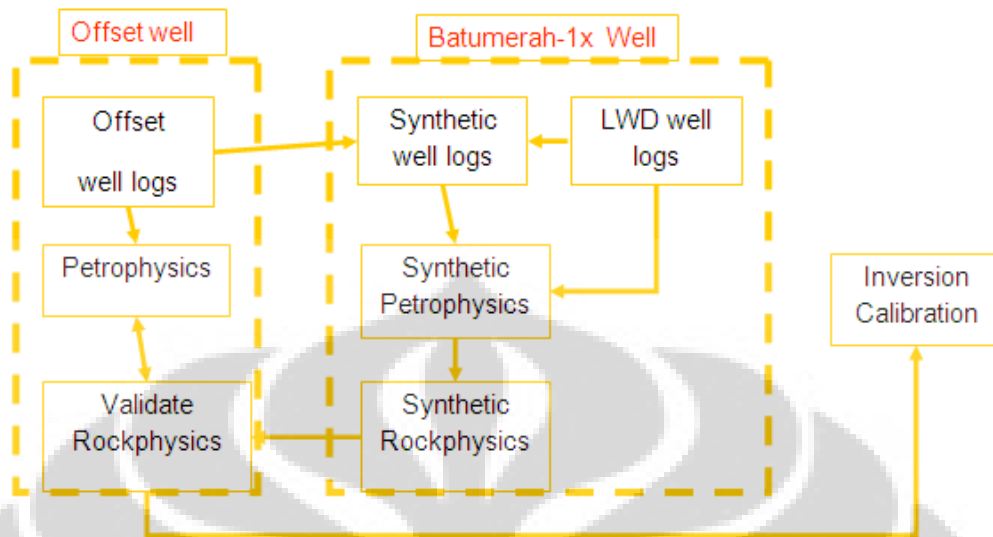 Offset well
Batumerah-1x Well
Offset
well logs
Synthetic
well logs
LWD well
logs
Petrophysics
Synthetic
Petrophysics
Inversion
Calibration
Validate
Rockphysics
Synthetic
Rockphysics